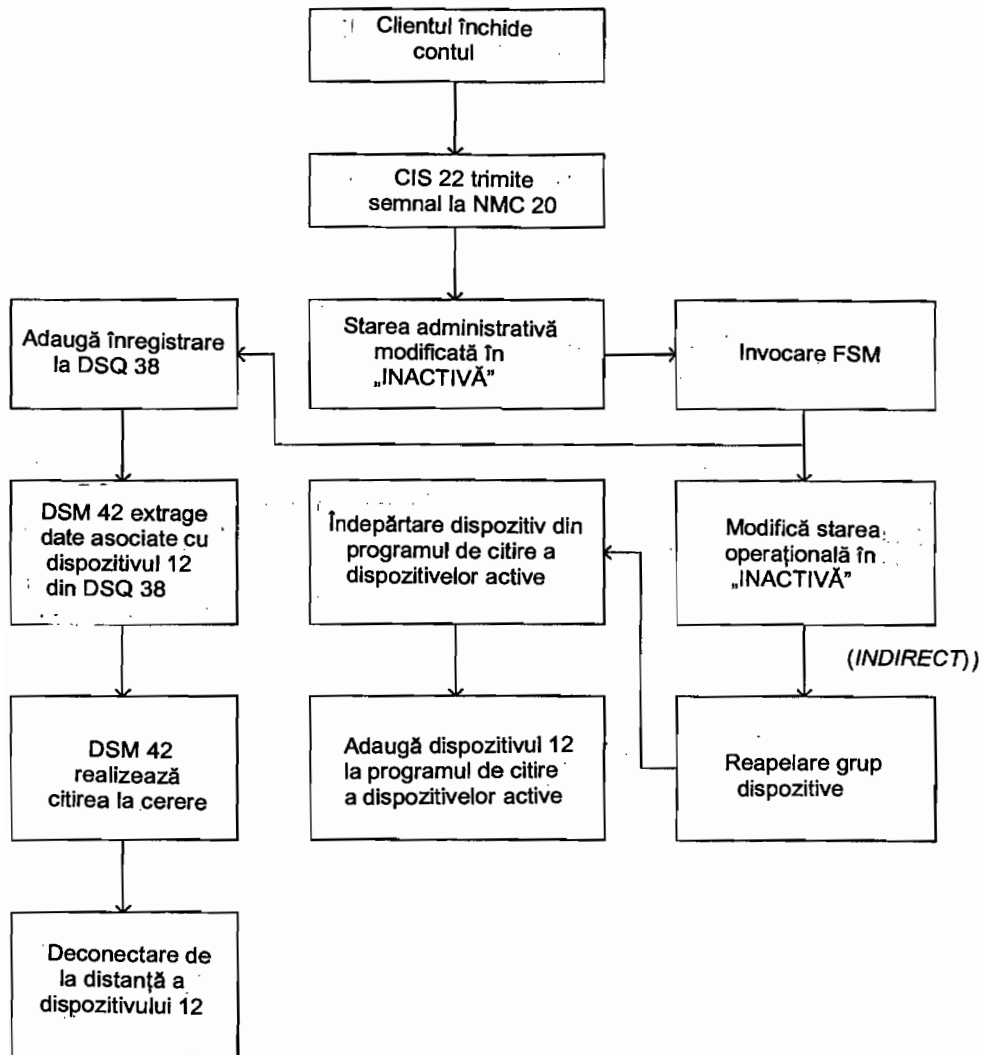 Clientul închide
contul
CIS 22 trimite
semnal la NMC 20
Adaugă înregistrare
la DSQ 38
Starea administrativă
modificată în
„INACTIVĂ”
Invocare FSM
DSM 42 extrage
date asociate cu
dispozitivul 12
din DSQ 38
Îndepărtare dispozitiv din
programul de citire a
dispozitivelor active
Modifică starea
operațională în
„INACTIVĂ”
(INDIRECT))
DSM 42
realizează
citirea la cerere
Adaugă dispozitivul 12
la programul de citire
a dispozitivelor active
Reapelare grup
dispozitive
Deconectare de
la distanță a
dispozitivului 12